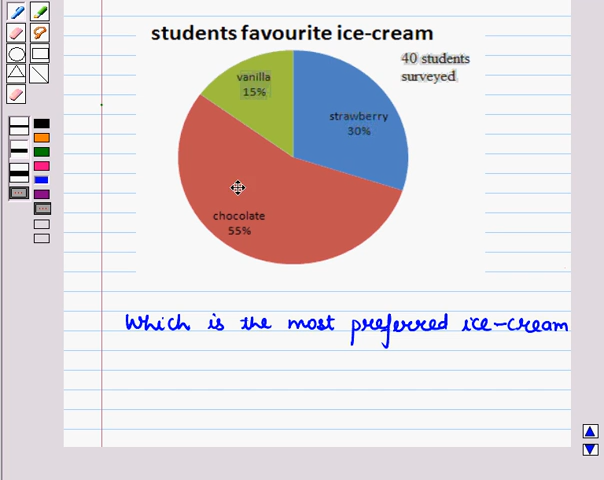 students favourite ice-cream
40 students
surveyed
vanilla
15%
strawberry
30%
chocolate
55%
Which is the most preferred ice-cream